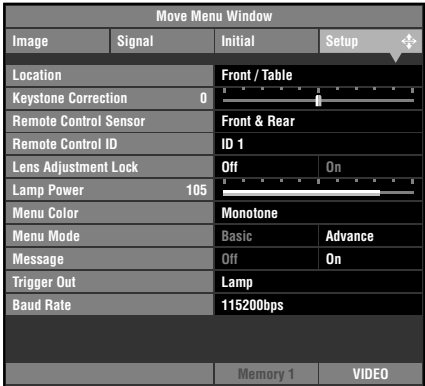 Move Menu Window
Image Signal Initial Setup
Location Front / Table
Keystone Correction 0
Remote Control Sensor Front & Rear
Remote Control ID ID 1
Lens Adjustment Lock Off On
Lamp Power 105
Menu Color Monotone
Menu Mode Basic Advance
Message Off On
Trigger Out Lamp
Baud Rate 115200bps
Memory 1 VIDEO